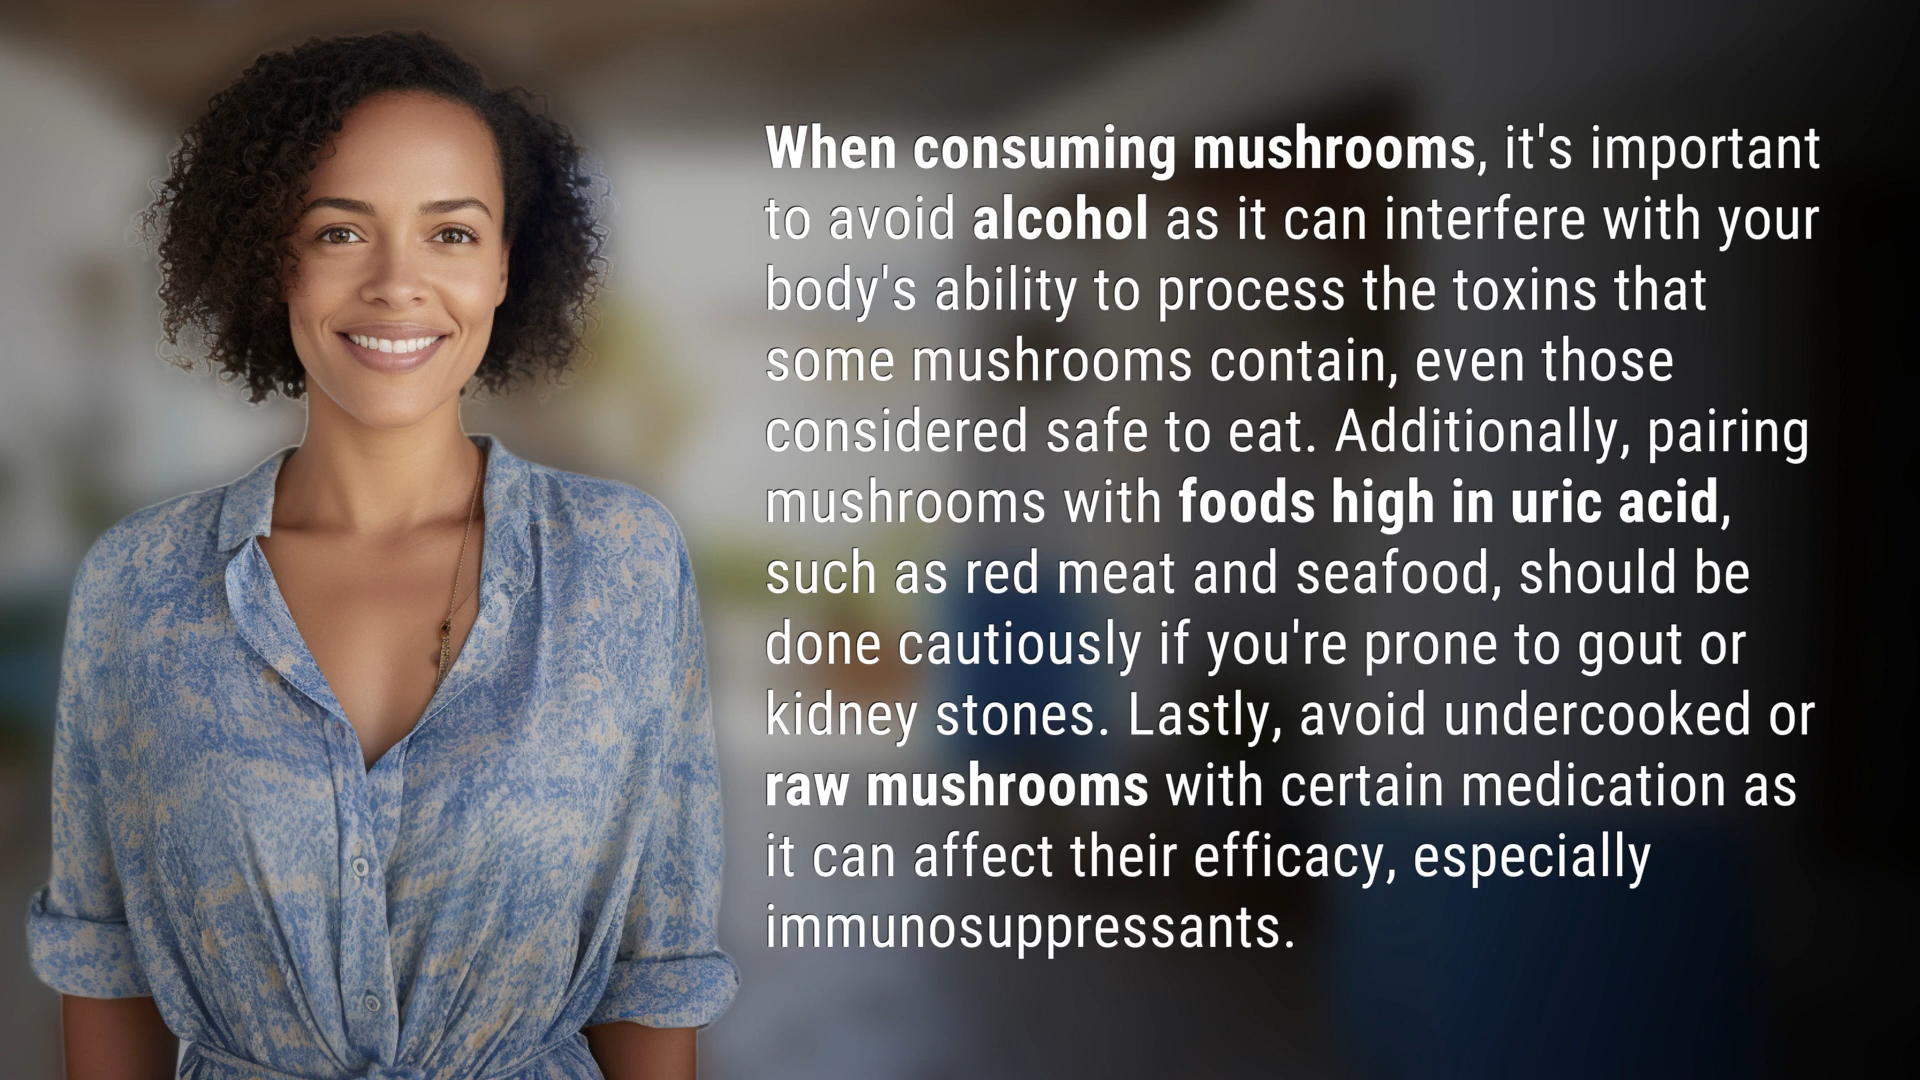 When consuming mushrooms, it's important
to avoid alcohol as it can interfere with your
body's ability to process the toxins that
some mushrooms contain, even those
considered safe to eat. Additionally, pairing
mushrooms with foods high in uric acid,
such as red meat and seafood, should be
done cautiously if you're prone to gout or
kidney stones. Lastly, avoid undercooked or
raw mushrooms with certain medication as
it can affect their efficacy, especially
immunosuppressants.